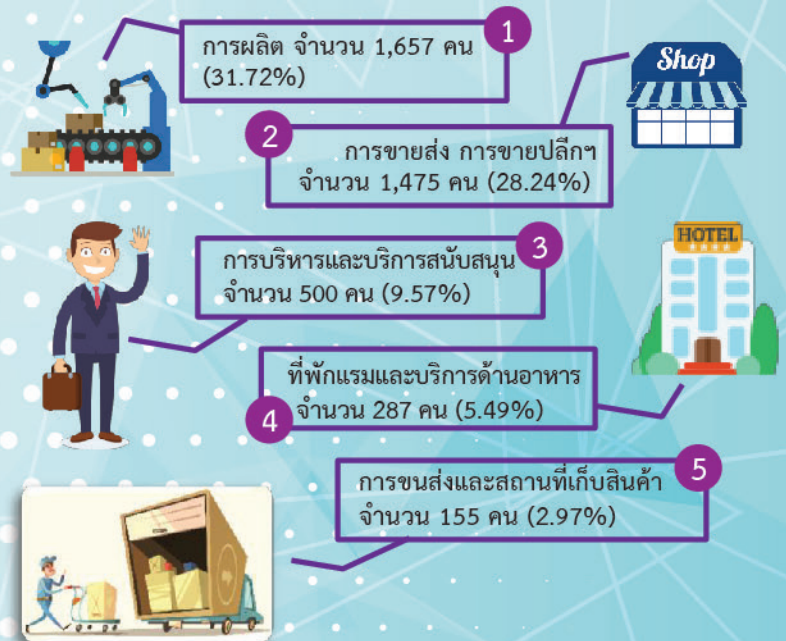 1
การผลิต จำนวน 1,657 คน
(31.72%)
Shop
2
การขายส่ง การขายปลีกฯ
จำนวน 1,475 คน (28.24%)
3
การบริหารและบริการสนับสนุน
จำนวน 500 คน (9.57%)
HOTEL
ที่พักแรมและบริการด้านอาหาร
จำนวน 287 คน (5.49%)
4
5
การขนส่งและสถานที่เก็บสินค้า
จำนวน 155 คน (2.97%)